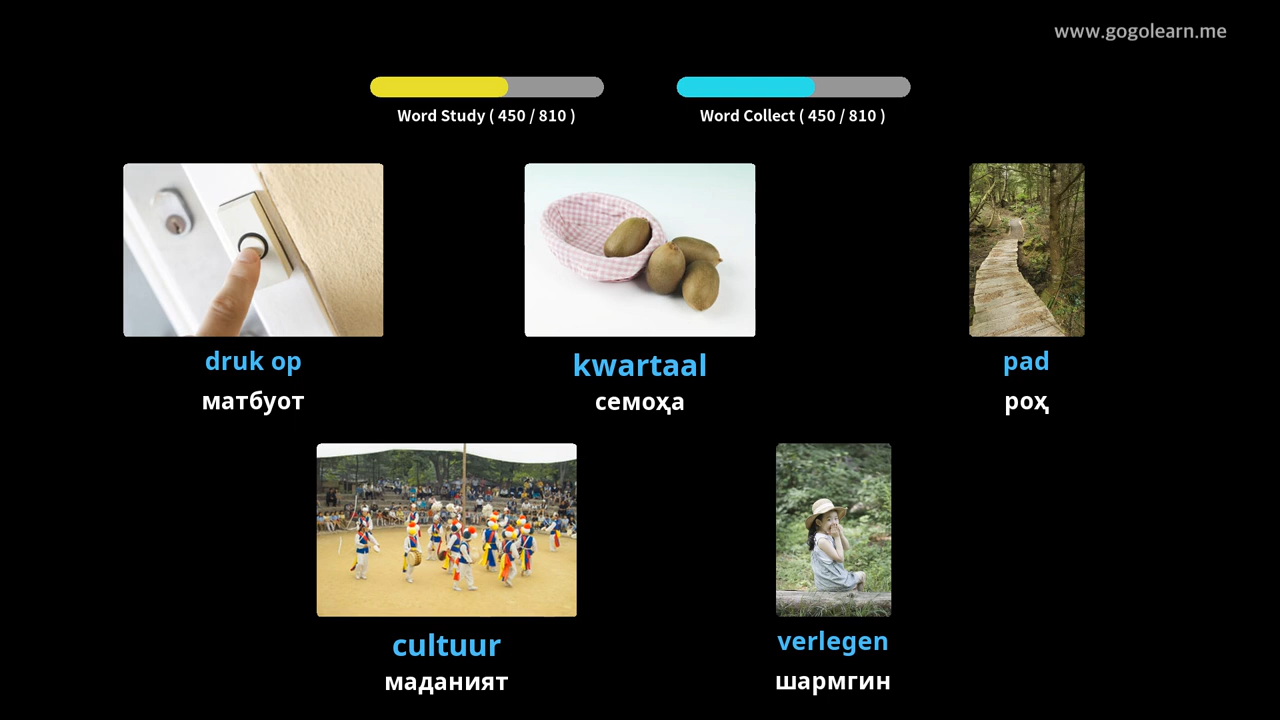 www.gogolearn.me
Word Study ( 450 / 810 )
Word Collect ( 450 / 810 )
druk op
матбуот
kwartaal
семоҳа
pad
роҳ
cultuur
маданият
verlegen
шармгин